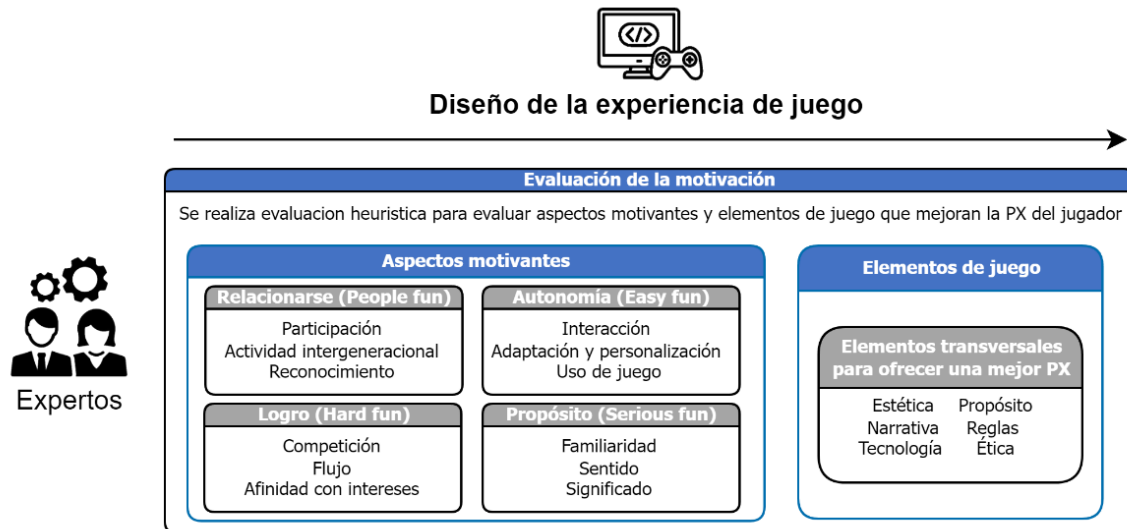 </>
Diseño de la experiencia de juego
Evaluación de la motivación
Se realiza evaluacion heuristica para evaluar aspectos motivantes y elementos de juego que mejoran la PX del jugador
Expertos
Aspectos motivantes
Relacionarse (People fun)
Participación
Actividad intergeneracional
Reconocimiento
Autonomía (Easy fun)
Interacción
Adaptación y personalización
Uso de juego
Logro (Hard fun)
Competición
Flujo
Afinidad con intereses
Propósito (Serious fun)
Familiaridad
Sentido
Significado
Elementos de juego
Elementos transversales
para ofrecer una mejor PX
Estética Propósito
Narrativa Reglas
Tecnología Ética